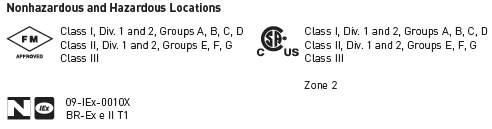 Nonhazardous and Hazardous Locations
FM
APPROVED
Class I, Div. 1 and 2, Groups A, B, C, D
Class II, Div. 1 and 2, Groups E, F, G
Class III
C SA US
Class I, Div. 1 and 2, Groups A, B, C, D
Class II, Div. 1 and 2, Groups E, F, G
Class III
Zone 2
N IEx
09-IEx-0010X
BR-Ex e II T1